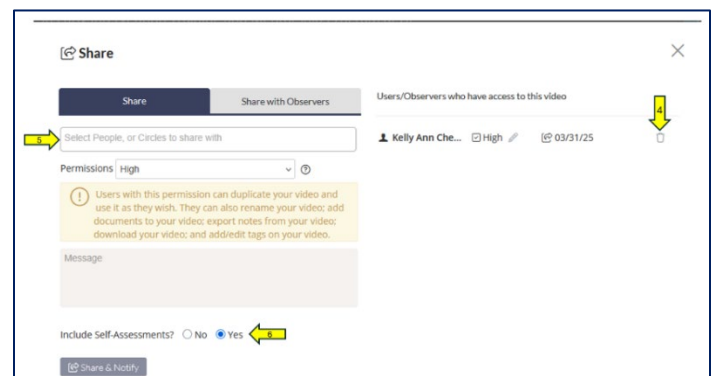 Share
Share
Share with Observers
Users/Observers who have access to this video
4
5
Select People, or Circles to share with
Kelly Ann Che...
High
03/31/25
Permissions
High
Users with this permission can duplicate your video and
use it as they wish. They can also rename your video; add
documents to your video; export notes from your video;
download your video; and add/edit tags on your video.
Message
Include Self-Assessments?
No
Yes
6
Share & Notify